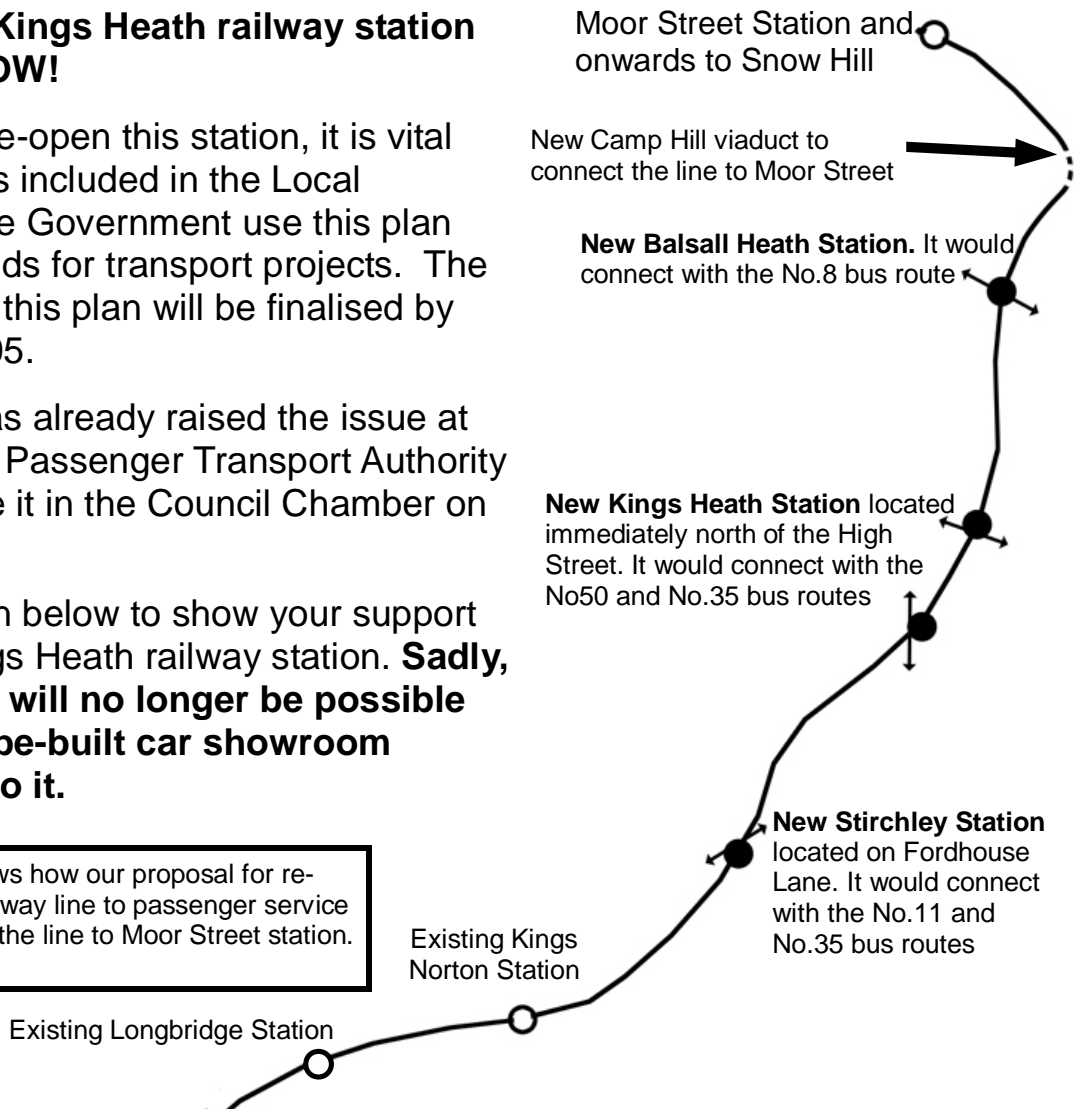 Kings Heath railway station
OW!
e-open this station, it is vital
s included in the Local
e Government use this plan
ds for transport projects. The
this plan will be finalised by
05.
as already raised the issue at
Passenger Transport Authority
e it in the Council Chamber on
n below to show your support
gs Heath railway station. Sadly,
will no longer be possible
pe-built car showroom
o it.
ws how our proposal for re-
way line to passenger service
the line to Moor Street station.
Moor Street Station and
onwards to Snow Hill
New Camp Hill viaduct to
connect the line to Moor Street
New Balsall Heath Station. It would
connect with the No.8 bus route
New Kings Heath Station located
immediately north of the High
Street. It would connect with the
No50 and No.35 bus routes
New Stirchley Station
located on Fordhouse
Lane. It would connect
with the No.11 and
No.35 bus routes
Existing Kings
Norton Station
Existing Longbridge Station